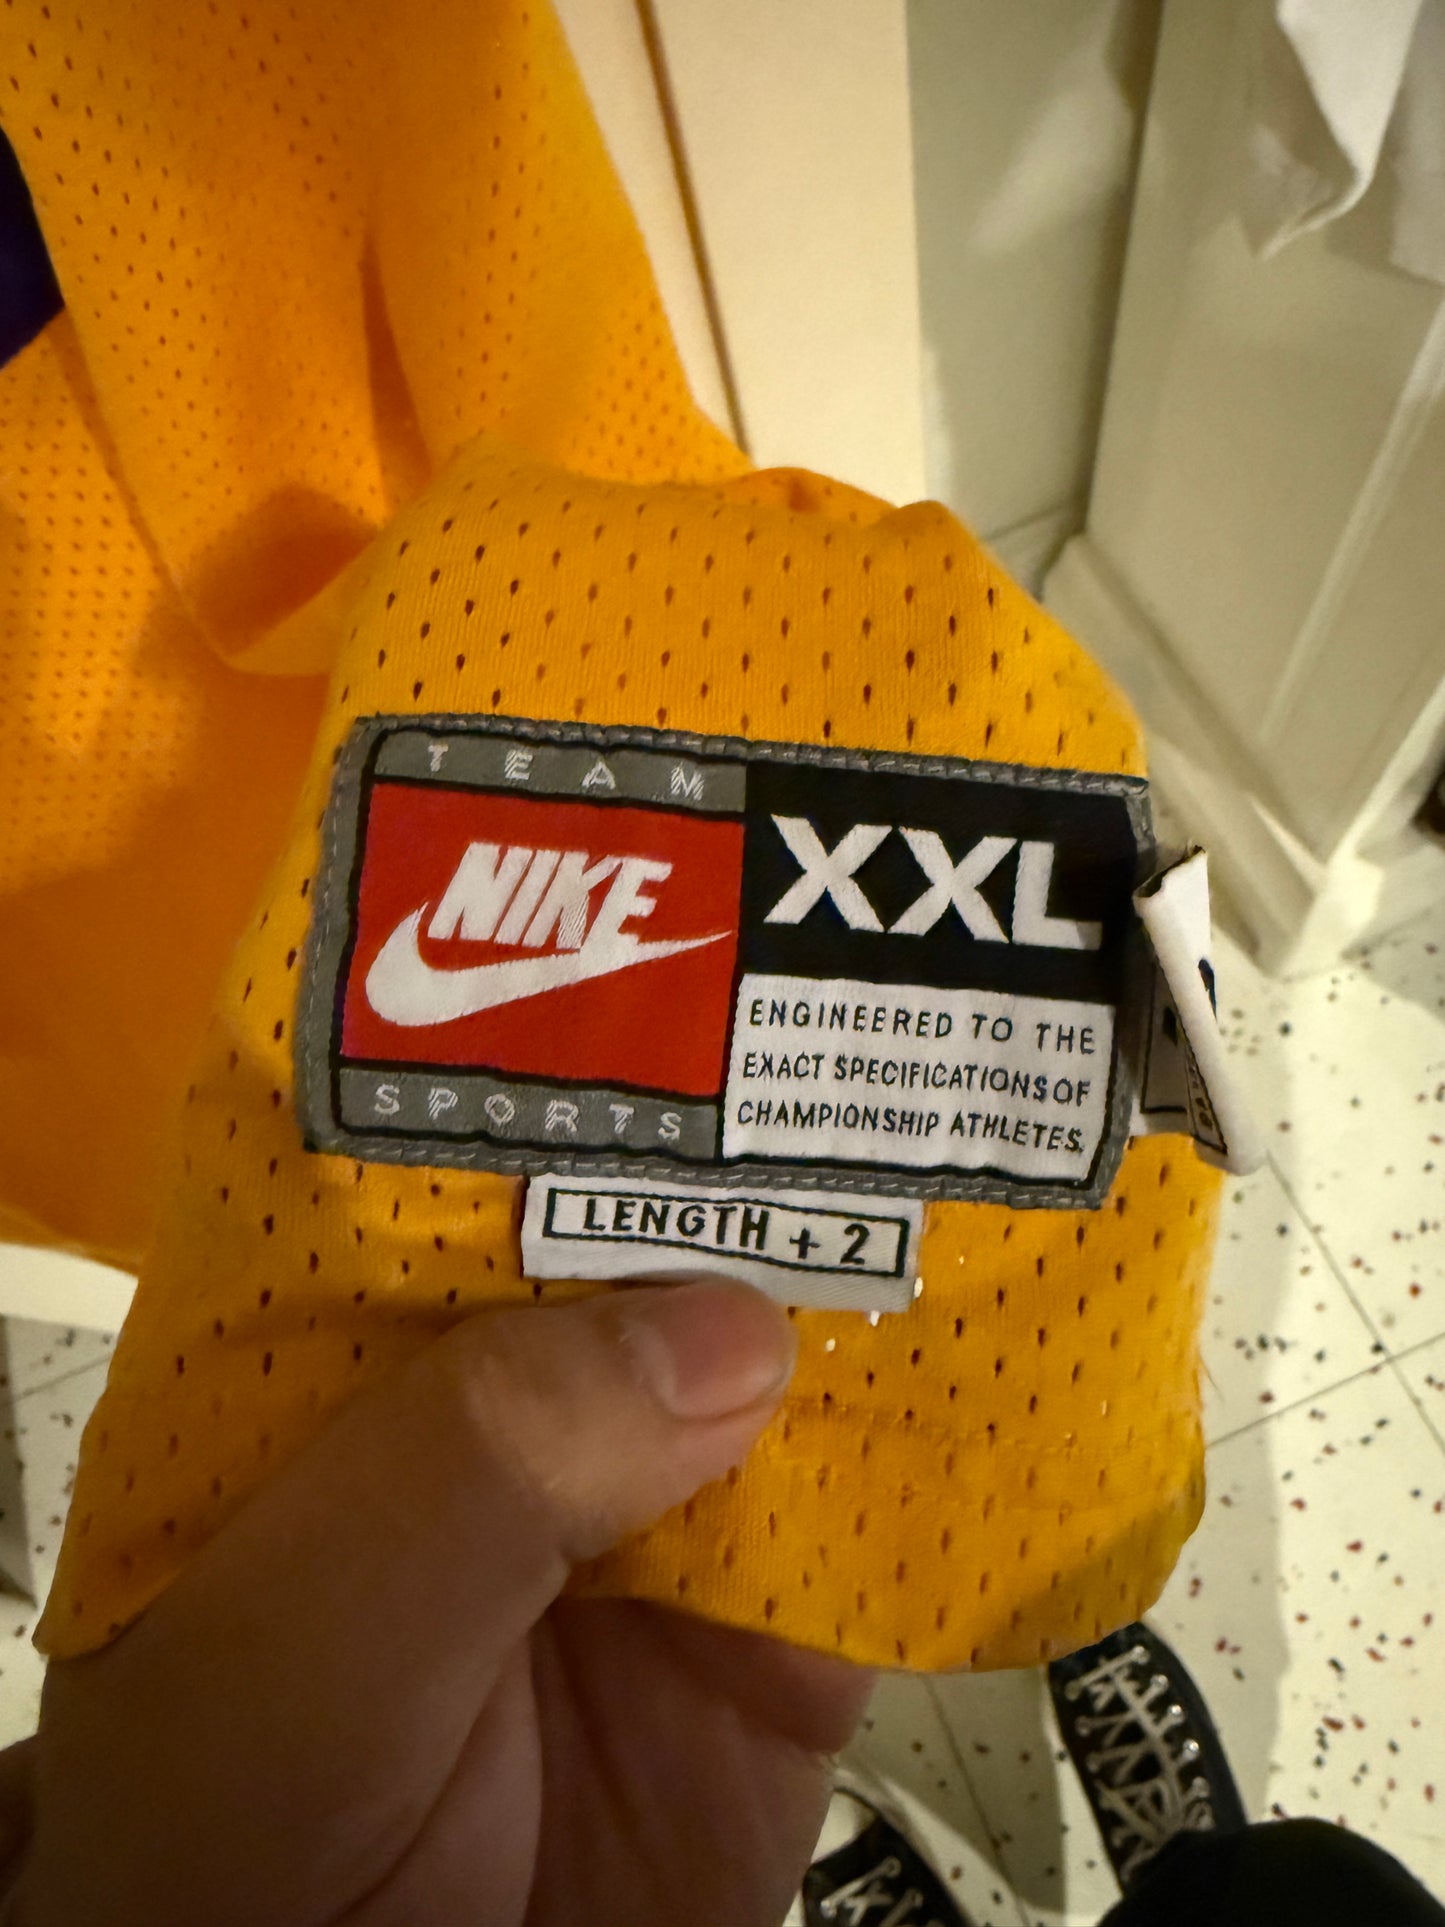 TEAM
NIKE
SPORTS
XXL
ENGINEERED TO THE
EXACT SPECIFICATIONS OF
CHAMPIONSHIP ATHLETES.
LENGTH + 2